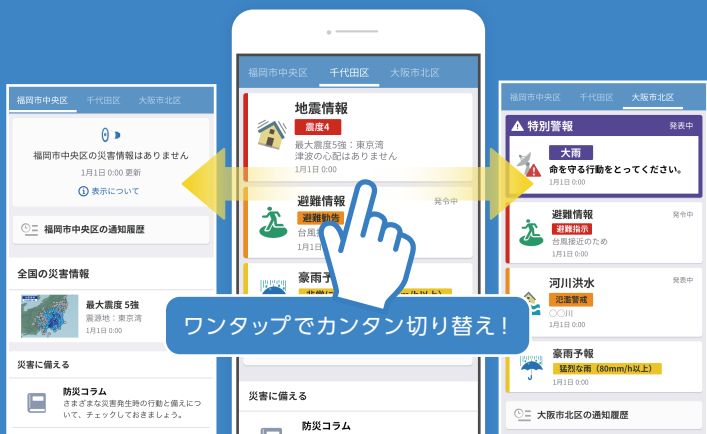 福岡市中央区 千代田区 大阪市北区
福岡市中央区の災害情報はありません
1月1日 0:00 更新
表示について
福岡市中央区の通知履歴
全国の災害情報
最大震度 5強
震源地：東京湾
1月1日 0:00
災害に備える
防災コラム
さまざまな災害発生時の行動と備えにつ
いて、チェックしておきましょう。
福岡市中央区 千代田区 大阪市北区
地震情報
震度4
最大震度5強：東京湾
津波の心配はありません
1月1日 0:00
避難情報 発令中
避難勧告
台風
1月1日
豪雨予
災害に備える
防災コラム
福岡市中央区 千代田区 大阪市北区
特別警報 発表中
大雨
命を守る行動をとってください。
1月1日 0:00
避難情報 発令中
避難指示
台風接近のため
1月1日 0:00
河川洪水 発表中
氾濫警戒
〇〇川
1月1日 0:00
豪雨予報
猛烈な雨（80mm/h以上）
1月1日 0:00
大阪市北区の通知履歴
ワンタップでカンタン切り替え！